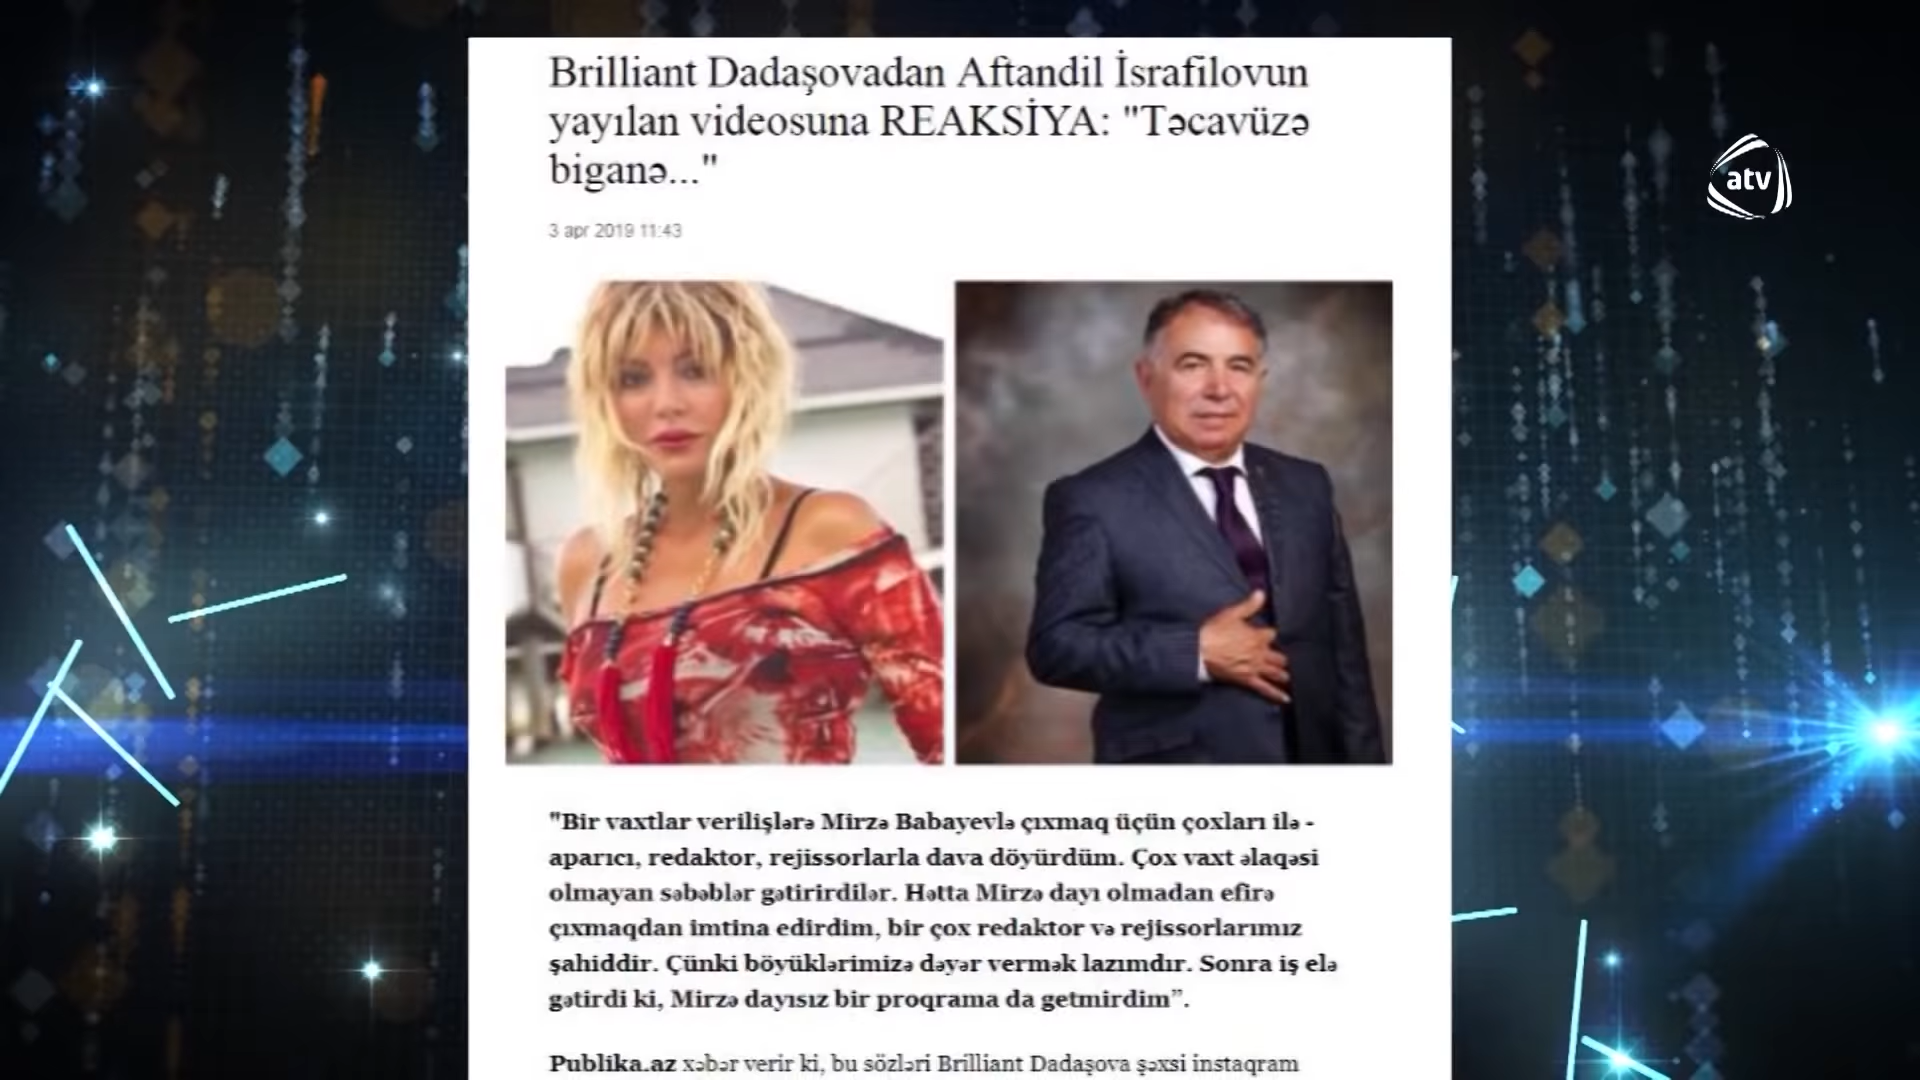 Brilliant Dadaşovadan Aftandil İsrafilovun
yayılan videosuna REAKSİYA: "Təcavüzə
biganə..."
3 apr 2019 11:43
atv
"Bir vaxtlar verilişlərə Mirzə Babayevlə çıxmaq üçün çoxları ilə -
aparıcı, redaktor, rejissorlarla dava döyürdüm. Çox vaxt əlaqəsi
olmayan səbəblər gətirirdilər. Hətta Mirzə dayı olmadan efirə
çıxmaqdan imtina edirdim, bir çox redaktor və rejissorlarımız
şahiddir. Çünki böyüklərimizə dəyər vermək lazımdır. Sonra iş elə
gətirdi ki, Mirzə dayısız bir proqrama da getmirdim”.
Publika.az xəbər verir ki, bu sözləri Brilliant Dadaşova şəxsi instaqram